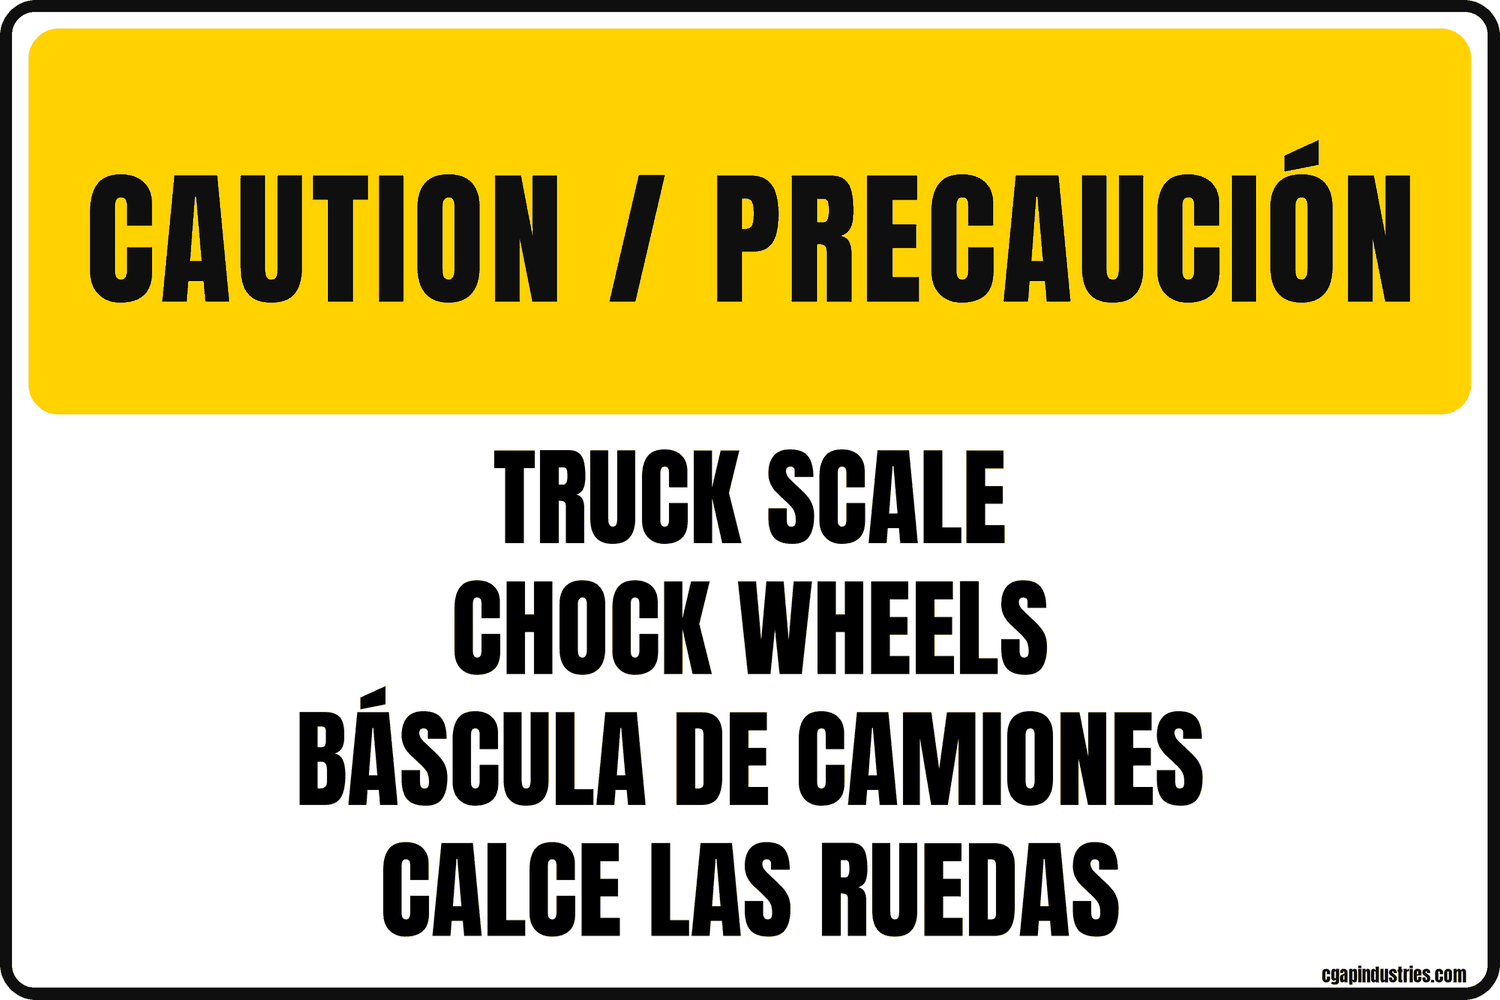 CAUTION / PRECAUCIÓN
TRUCK SCALE
CHOCK WHEELS
BÁSCULA DE CAMIONES
CALCE LAS RUEDAS
cgapindustries.com